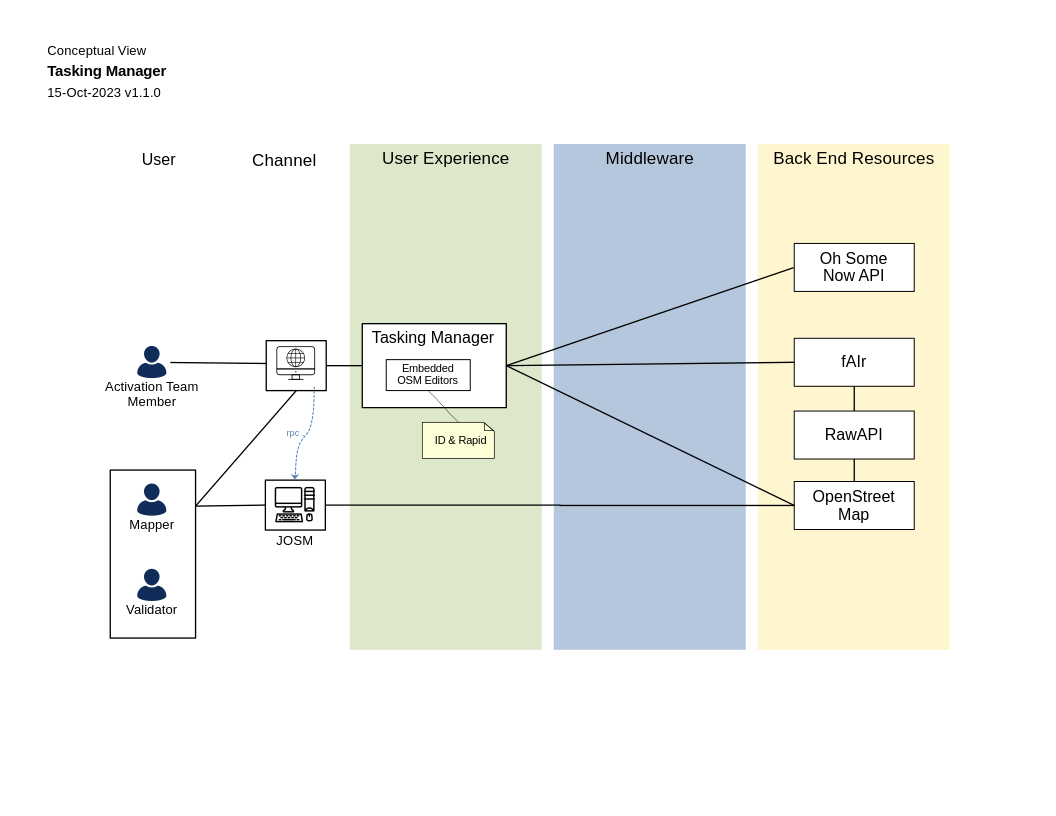 Conceptual View
Tasking Manager
15-Oct-2023 v1.1.0
User
Channel
User Experience
Middleware
Back End Resources
Oh Some
Now API
Tasking Manager
Embedded
OSM Editors
fAIr
Activation Team
Member
RawAPI
rpc
ID & Rapid
OpenStreet
Map
Mapper
JOSM
Validator